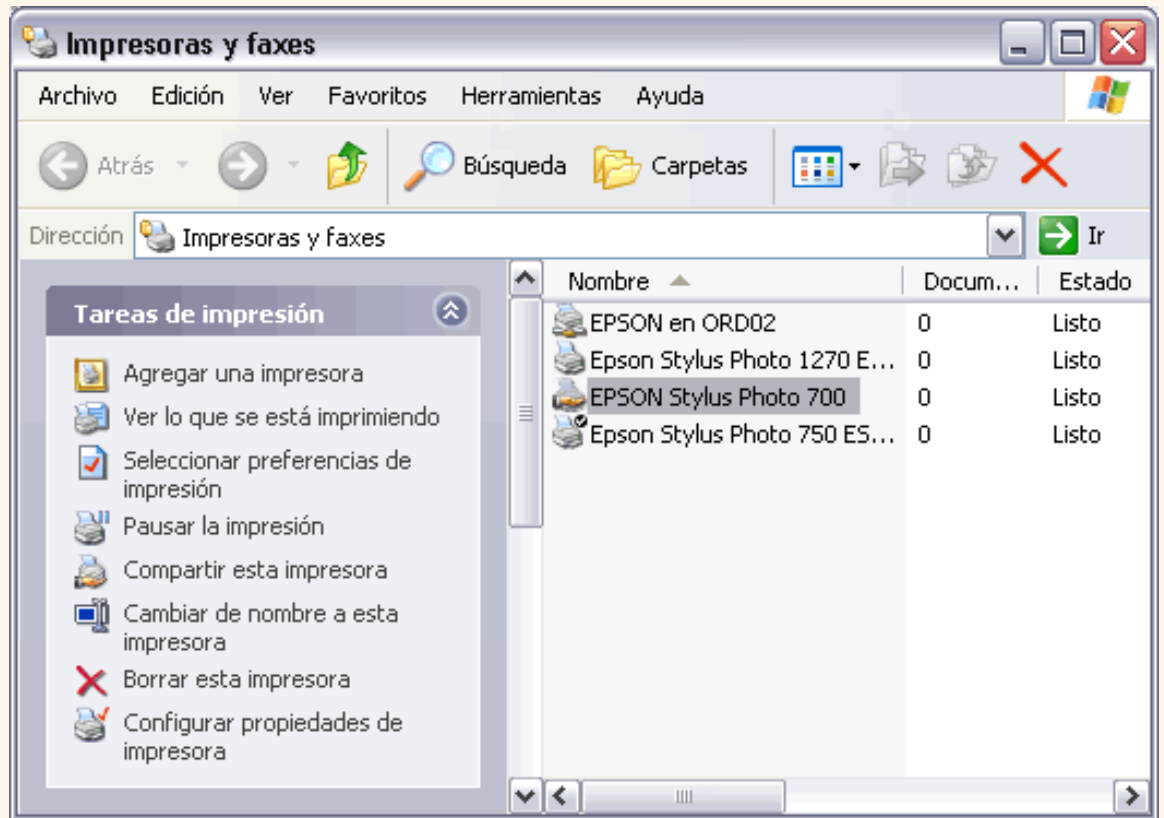 Impresoras y faxes
Archivo Edición Ver Favoritos Herramientas Ayuda
Atrás Búsqueda Carpetas
Dirección Impresoras y faxes Ir
Tareas de impresión
Agregar una impresora
Ver lo que se está imprimiendo
Seleccionar preferencias de
impresión
Pausar la impresión
Compartir esta impresora
Cambiar de nombre a esta
impresora
Borrar esta impresora
Configurar propiedades de
impresora
Nombre Docum... Estado
EPSON en ORD02 0 Listo
Epson Stylus Photo 1270 E... 0 Listo
EPSON Stylus Photo 700 0 Listo
Epson Stylus Photo 750 ES... 0 Listo